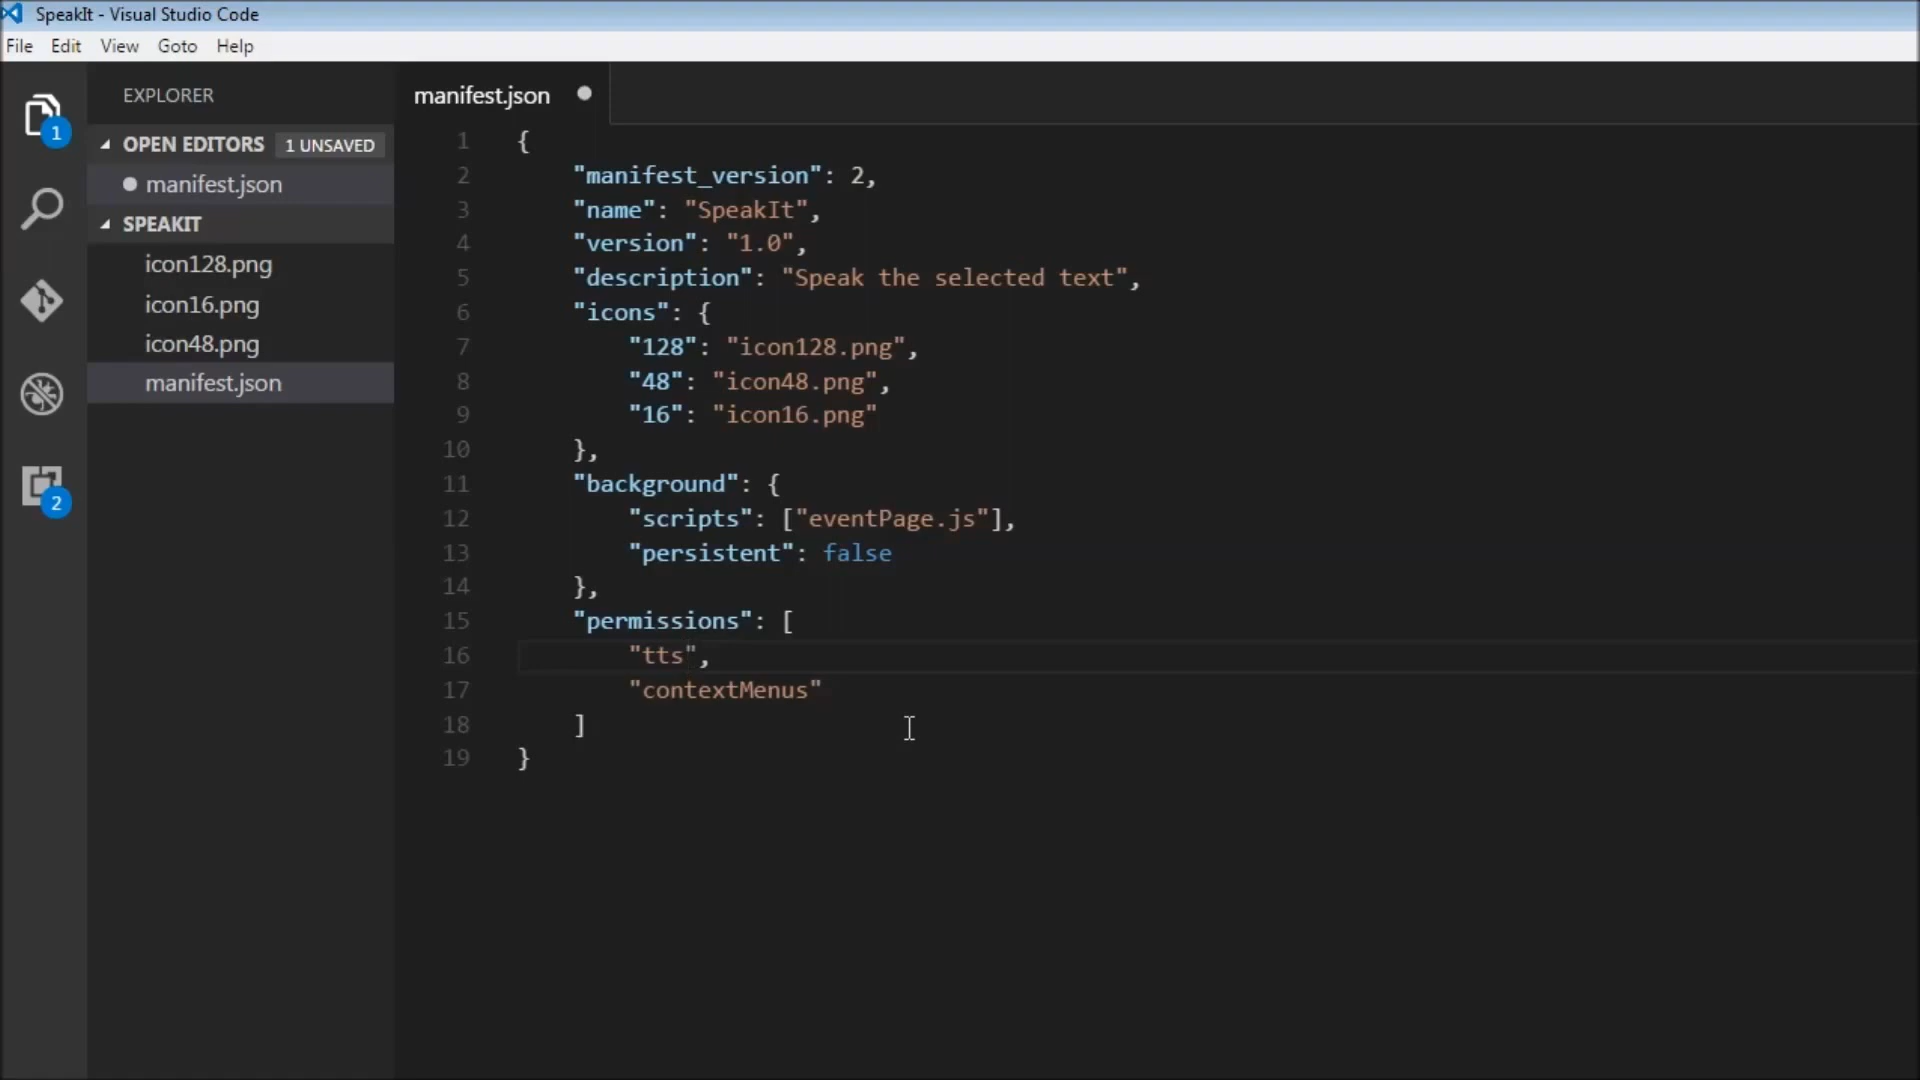 SpeakIt - Visual Studio Code
File Edit View Goto Help
EXPLORER
1
OPEN EDITORS 1 UNSAVED
manifest.json
SPEAKIT
icon128.png
icon16.png
icon48.png
manifest.json
2
manifest.json
1 {
2 "manifest_version": 2,
3 "name": "SpeakIt",
4 "version": "1.0",
5 "description": "Speak the selected text",
6 "icons": {
7 "128": "icon128.png",
8 "48": "icon48.png",
9 "16": "icon16.png"
10 },
11 "background": {
12 "scripts": ["eventPage.js"],
13 "persistent": false
14 },
15 "permissions": [
16 "tts",
17 "contextMenus"
18 ]
19 }